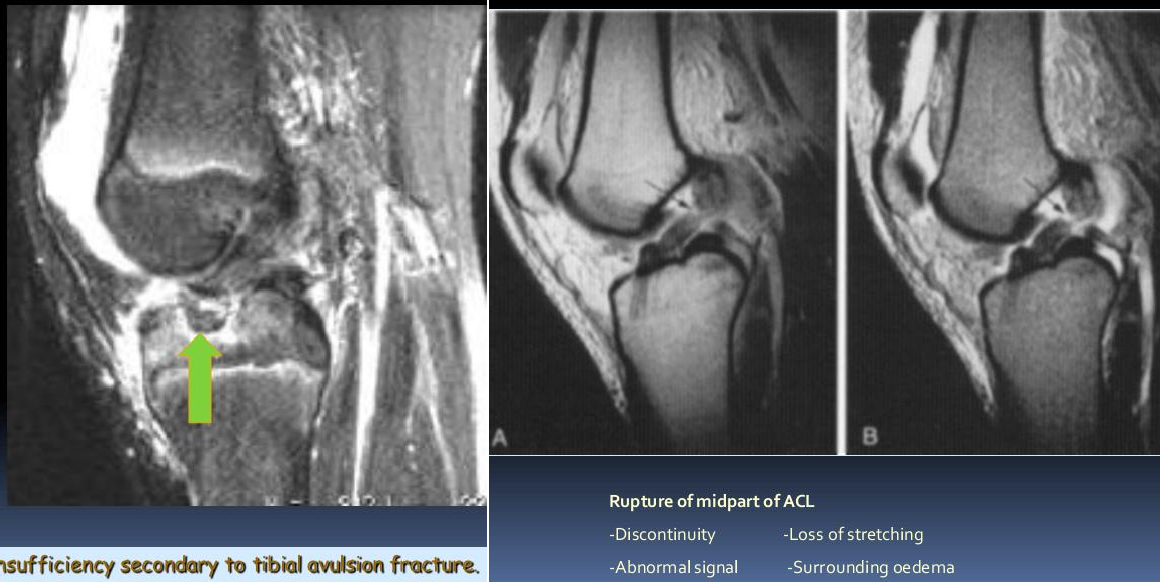 nsufficiency secondary to tibial avulsion fracture.
A
B
Rupture of midpart of ACL
-Discontinuity -Loss of stretching
-Abnormal signal -Surrounding oedema